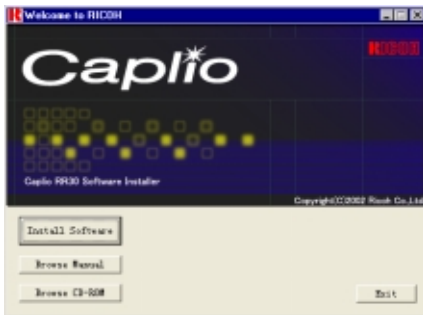 Welcome to RICOH
RICOH
Caplio
Caplio RR30 Software Installer
Copyright(C)2002 Ricoh Co.,Ltd
Install Software
Browse Manual
Browse CD-ROM
Exit